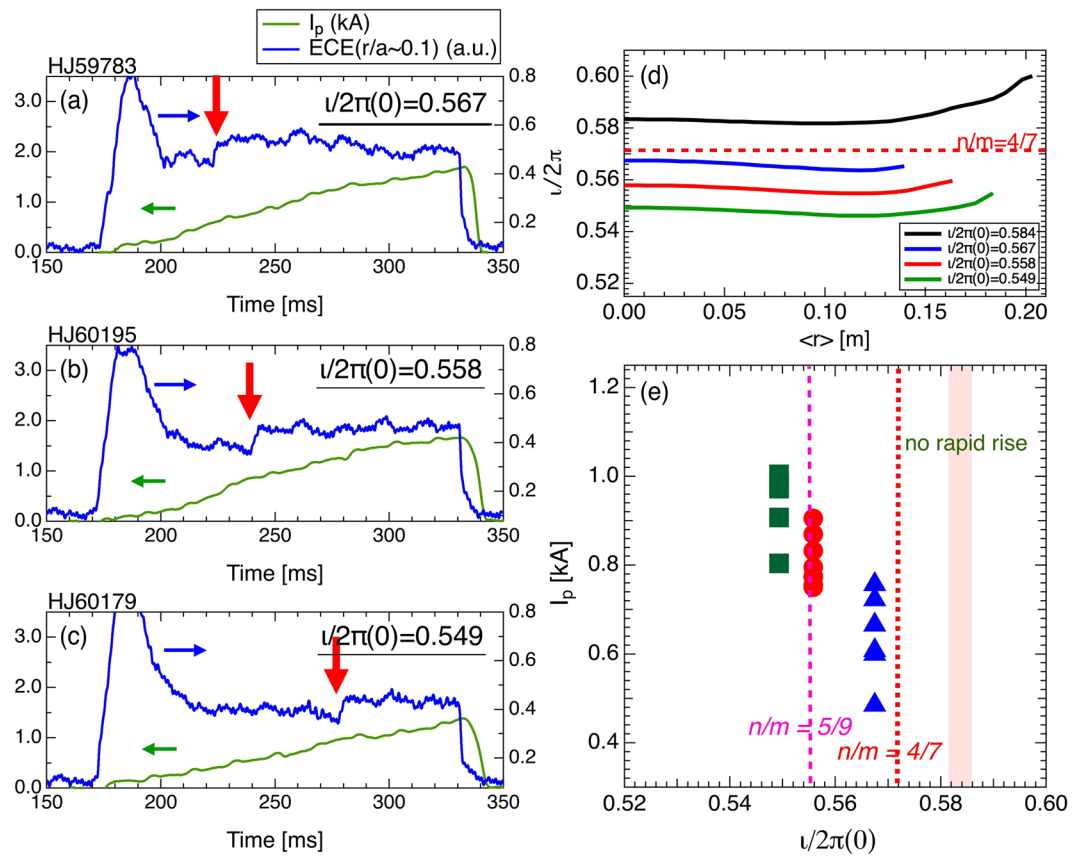 I_p (kA)
ECE(r/a~0.1) (a.u.)
HJ59783
(a)
ι/2π(0)=0.567
3.0
2.0
1.0
0.0
0.8
0.6
0.4
0.2
150 200 250 300 350
Time [ms]
HJ60195
(b)
ι/2π(0)=0.558
3.0
2.0
1.0
0.0
0.8
0.6
0.4
0.2
150 200 250 300 350
Time [ms]
HJ60179
(c)
ι/2π(0)=0.549
3.0
2.0
1.0
0.0
0.8
0.6
0.4
0.2
150 200 250 300 350
Time [ms]
(d)
0.60
0.58
0.56
0.54
0.52
ι/2π
n/m=4/7
ι/2π(0)=0.584
ι/2π(0)=0.567
ι/2π(0)=0.558
ι/2π(0)=0.549
0.00 0.05 0.10 0.15 0.20
<r> [m]
(e)
1.2
1.0
0.8
0.6
0.4
I_p [kA]
no rapid rise
n/m = 5/9
n/m = 4/7
0.52 0.54 0.56 0.58 0.60
ι/2π(0)